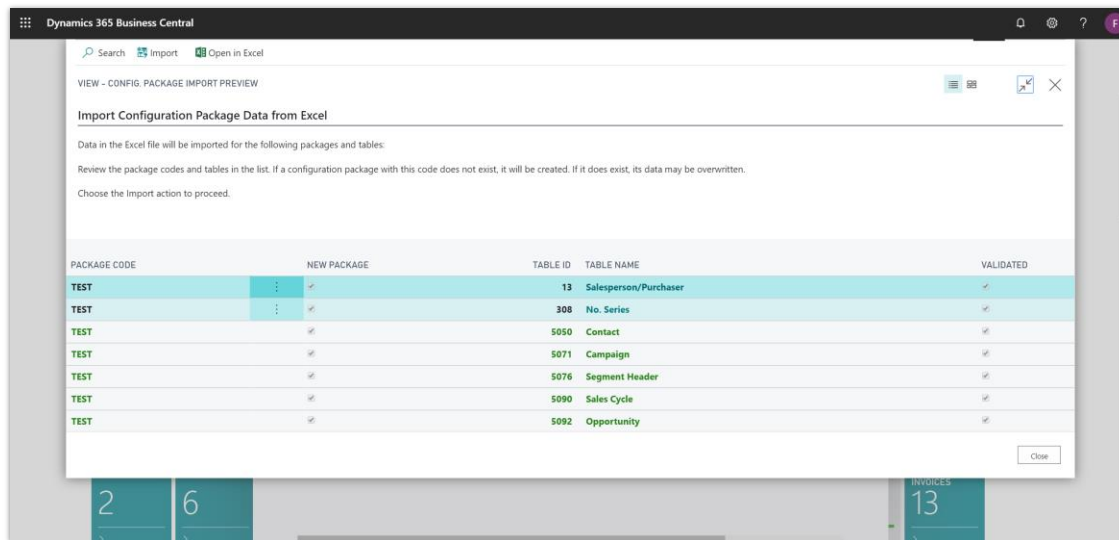 Dynamics 365 Business Central ? F
Search Import Open in Excel
VIEW – CONFIG. PACKAGE IMPORT PREVIEW
Import Configuration Package Data from Excel
Data in the Excel file will be imported for the following packages and tables:
Review the package codes and tables in the list. If a configuration package with this code does not exist, it will be created. If it does exist, its data may be overwritten.
Choose the Import action to proceed.
PACKAGE CODE NEW PACKAGE TABLE ID TABLE NAME VALIDATED
TEST 13 Salesperson/Purchaser
TEST 308 No. Series
TEST 5050 Contact
TEST 5071 Campaign
TEST 5076 Segment Header
TEST 5090 Sales Cycle
TEST 5092 Opportunity
Close
INVOICES
2 6 13